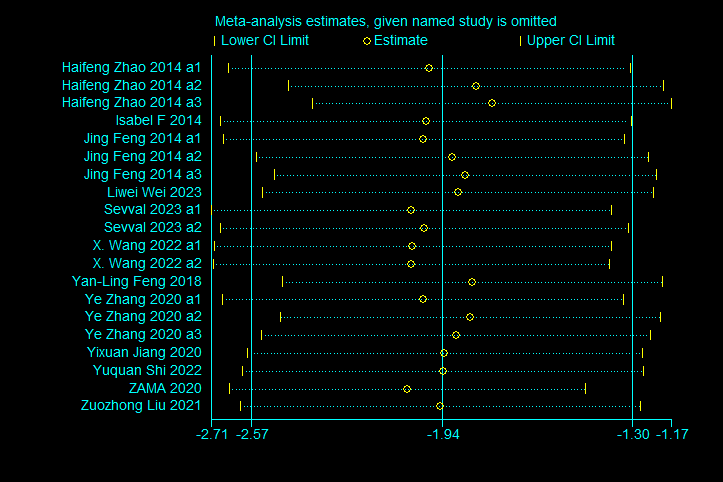 Meta-analysis estimates, given named study is omitted
Lower CI Limit Estimate Upper CI Limit
Haifeng Zhao 2014 a1
Haifeng Zhao 2014 a2
Haifeng Zhao 2014 a3
Isabel F 2014
Jing Feng 2014 a1
Jing Feng 2014 a2
Jing Feng 2014 a3
Liwei Wei 2023
Sevval 2023 a1
Sevval 2023 a2
X. Wang 2022 a1
X. Wang 2022 a2
Yan-Ling Feng 2018
Ye Zhang 2020 a1
Ye Zhang 2020 a2
Ye Zhang 2020 a3
Yixuan Jiang 2020
Yuquan Shi 2022
ZAMA 2020
Zuozhong Liu 2021
-2.71 -2.57 -1.94 -1.30 -1.17